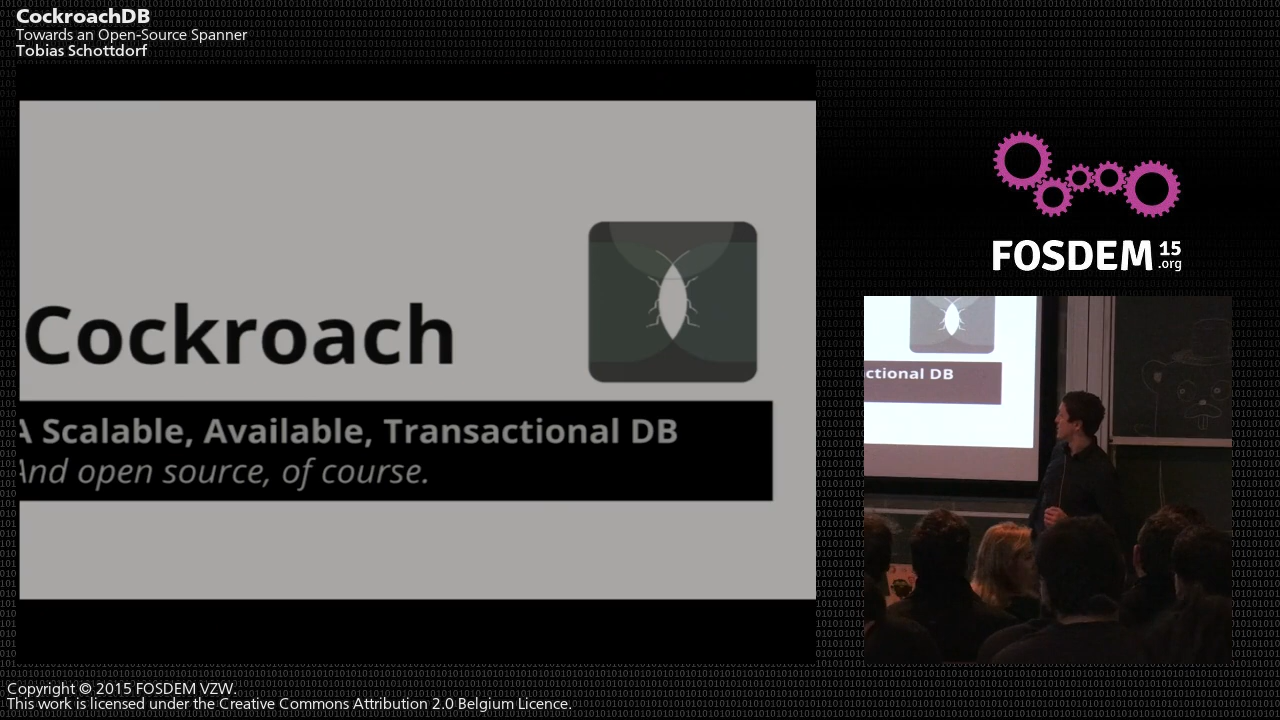 CockroachDB
Towards an Open-Source Spanner
Tobias Schottdorf
Cockroach
A Scalable, Available, Transactional DB
And open source, of course.
FOSDEM 15
.org
ctional DB
Copyright © 2015 FOSDEM VZW.
This work is licensed under the Creative Commons Attribution 2.0 Belgium Licence.